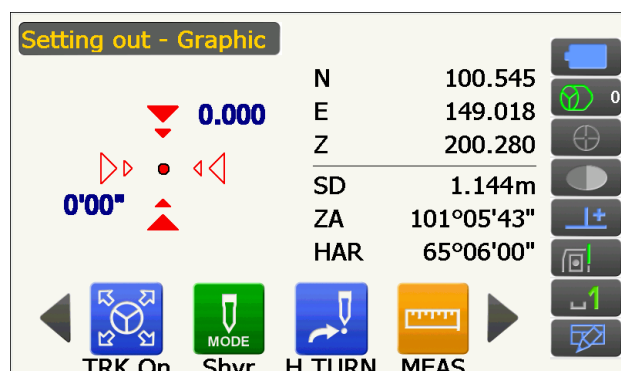 Setting out - Graphic
N 100.545
E 149.018
Z 200.280
SD 1.144m
ZA 101°05'43"
HAR 65°06'00"
0.000
0'00"
0
1
MODE
TRK On Shvr H.TURN MEAS